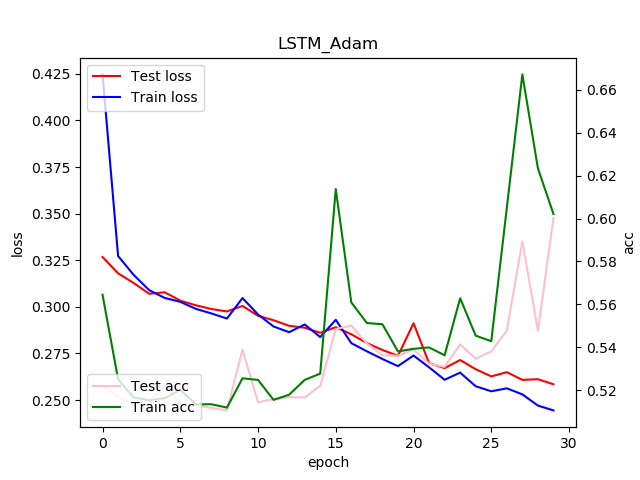 LSTM_Adam
Test loss
Train loss
Test acc
Train acc
loss
0.425
0.400
0.375
0.350
0.325
0.300
0.275
0.250
acc
0.66
0.64
0.62
0.60
0.58
0.56
0.54
0.52
0 5 10 15 20 25 30
epoch